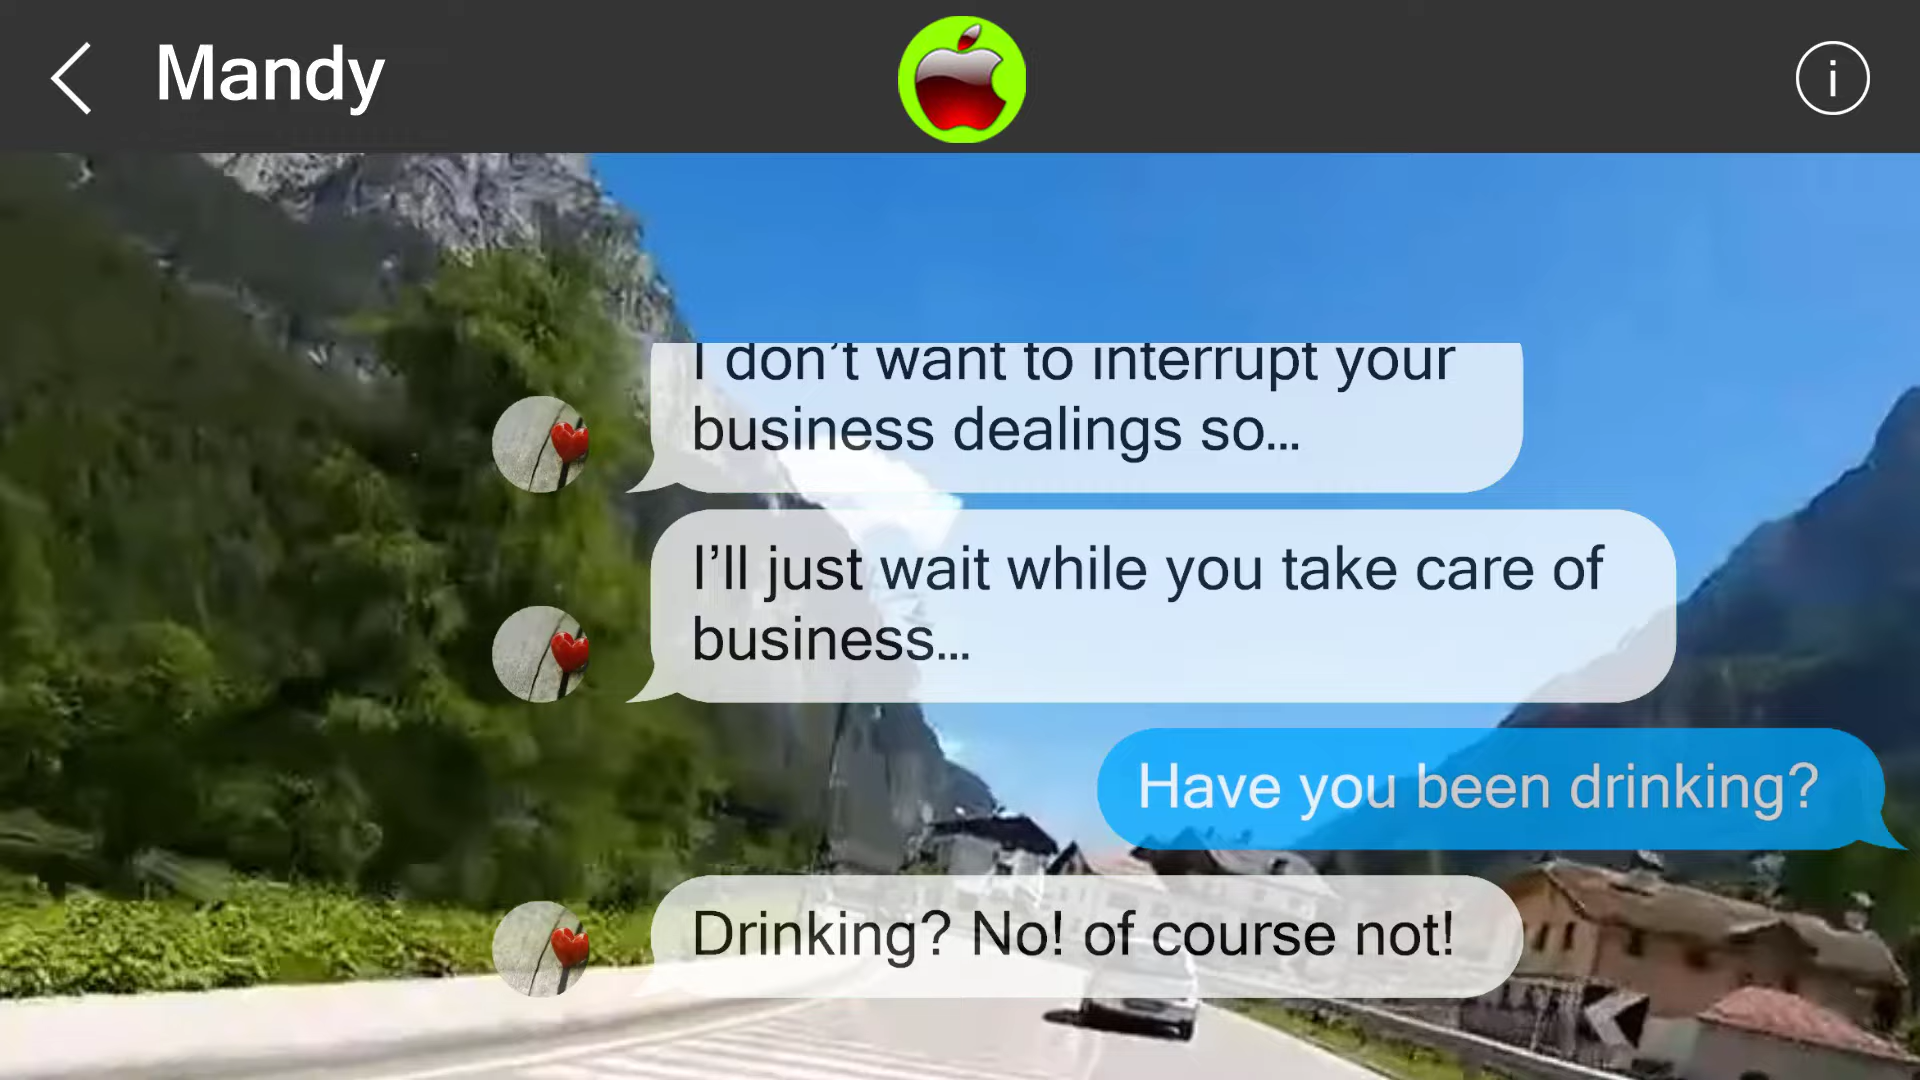 Mandy
I don’t want to interrupt your
business dealings so...
I’ll just wait while you take care of
business...
Have you been drinking?
Drinking? No! of course not!